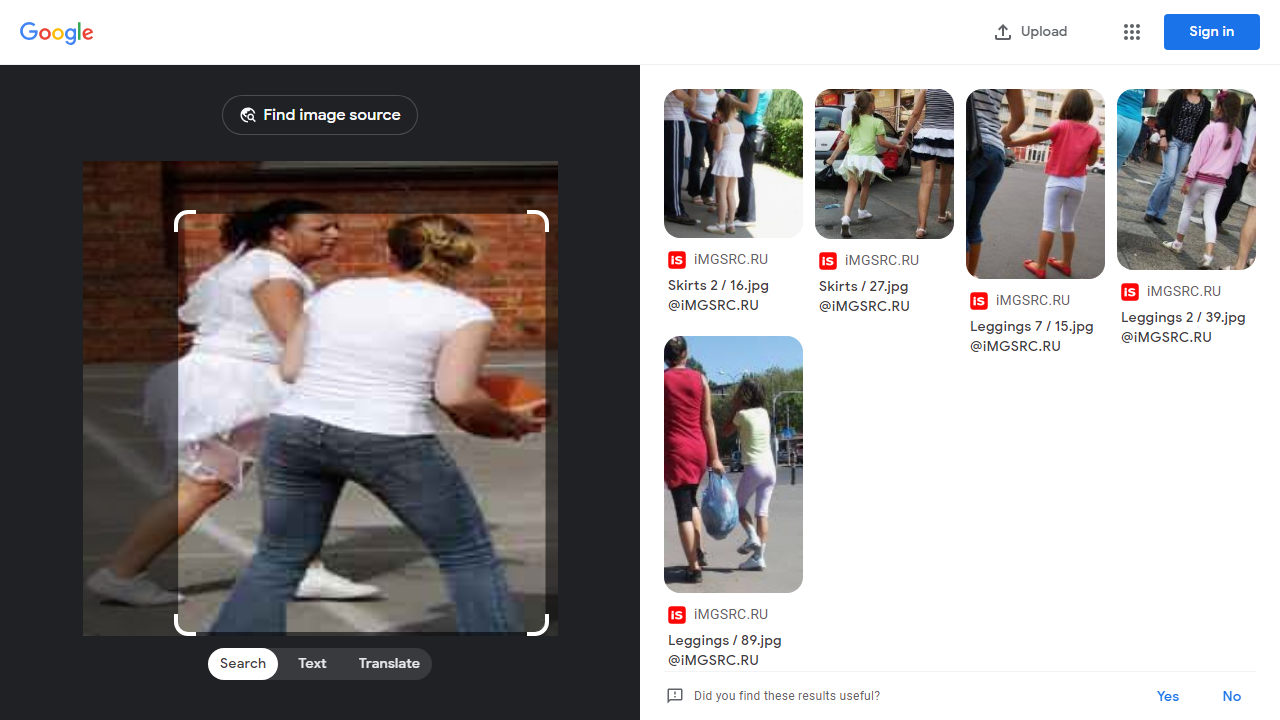 Google
Upload
Sign in
Find image source
Search
Text
Translate
iS
iMGSRC.RU
Skirts 2 / 16.jpg
@iMGSRC.RU
iS
iMGSRC.RU
Skirts / 27.jpg
@iMGSRC.RU
iS
iMGSRC.RU
Leggings 7 / 15.jpg
@iMGSRC.RU
iS
iMGSRC.RU
Leggings 2 / 39.jpg
@iMGSRC.RU
iS
iMGSRC.RU
Leggings / 89.jpg
@iMGSRC.RU
Did you find these results useful?
Yes
No